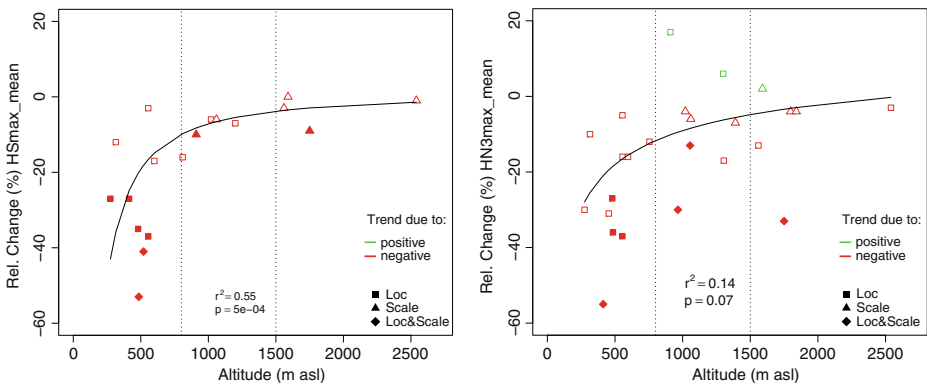 Rel. Change (%) HSmax_mean
20
0
−20
−40
−60
0 500 1000 1500 2000 2500
Altitude (m asl)
r² = 0.55
p = 5e−04
Trend due to:
positive
negative
Loc
Scale
Loc&Scale
Rel. Change (%) HN3max_mean
20
0
−20
−40
−60
0 500 1000 1500 2000 2500
Altitude (m asl)
r² = 0.14
p = 0.07
Trend due to:
positive
negative
Loc
Scale
Loc&Scale